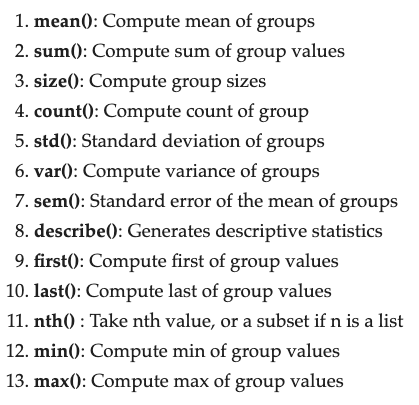 1. mean(): Compute mean of groups
2. sum(): Compute sum of group values
3. size(): Compute group sizes
4. count(): Compute count of group
5. std(): Standard deviation of groups
6. var(): Compute variance of groups
7. sem(): Standard error of the mean of groups
8. describe(): Generates descriptive statistics
9. first(): Compute first of group values
10. last(): Compute last of group values
11. nth() : Take nth value, or a subset if n is a list
12. min(): Compute min of group values
13. max(): Compute max of group values